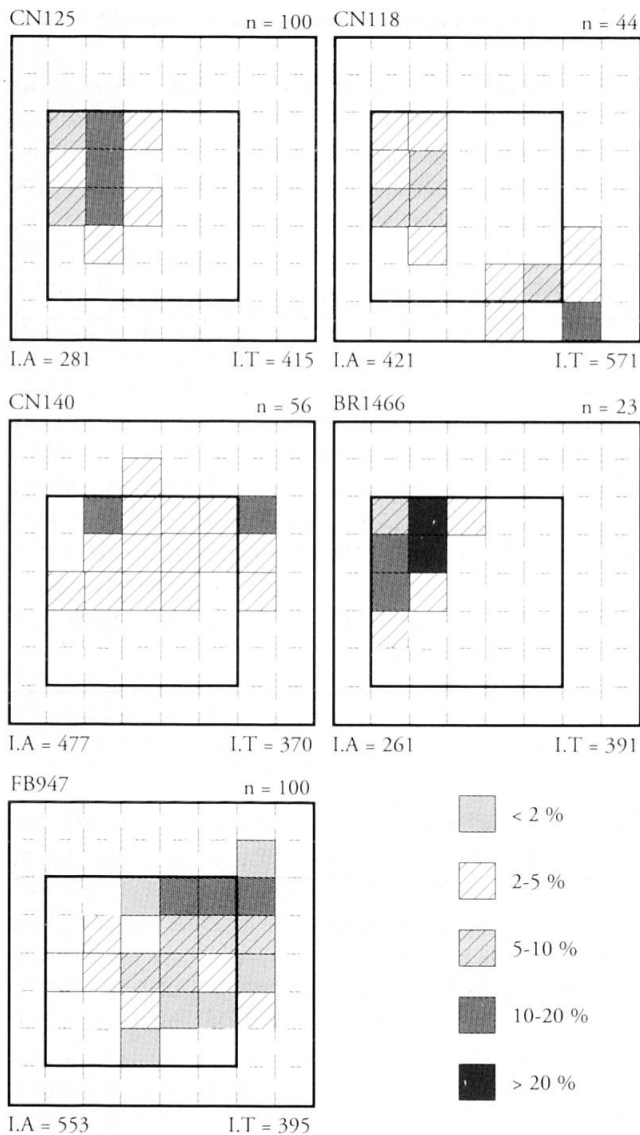 CN125 n = 100
CN118 n = 44
I.A = 281 I.T = 415
I.A = 421 I.T = 571
CN140 n = 56
BR1466 n = 23
I.A = 477 I.T = 370
I.A = 261 I.T = 391
FB947 n = 100
< 2 %
2-5 %
5-10 %
10-20 %
> 20 %
I.A = 553 I.T = 395